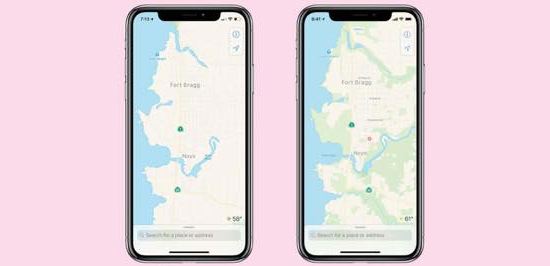 7:13
Fort Bragg
Noyo
58°
Search for a place or address
9:41
Fort Bragg
Noyo
61°
Search for a place or address